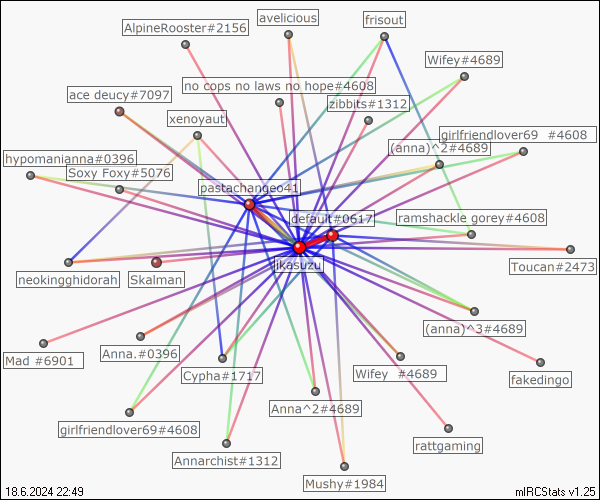 avelicious
frisout
AlpineRooster#2156
Wifey#4689
no cops no laws no hope#4608
ace deucy#7097
zibbits#1312
xenoyaut
girlfriendlover69 #4608
(anna)^2#4689
hypomanianna#0396
Soxy Foxy#5076
pastachangeo41
default#0617
ramshackle gorey#4608
ikasuzu
Toucan#2473
neokingghidorah
Skalman
(anna)^3#4689
Mad #6901
Anna.#0396
Cypha#1717
Wifey #4689
fakedingo
Anna^2#4689
girlfriendlover69#4608
rattgaming
Annarchist#1312
Mushy#1984
18.6.2024 22:49
mIRCStats v1.25